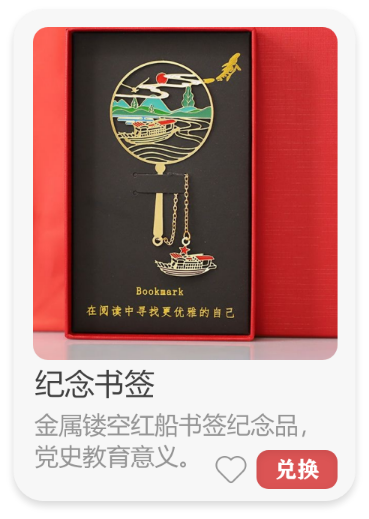 Bookmark
在阅读中寻找更优雅的自己
纪念书签
金属镂空红船书签纪念品，
党史教育意义。
兑换